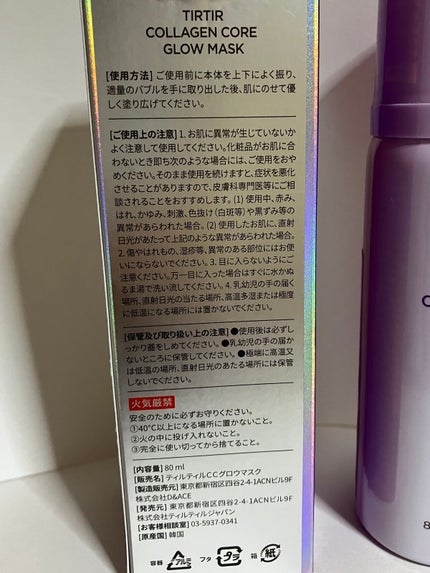 TIRTIR
COLLAGEN CORE
GLOW MASK
[使用方法] ご使用前に本体を上下によく振り、
適量のバブルを手に取り出した後、肌にのせて優
しく塗り広げてください。
[ご使用上の注意] 1. お肌に異常が生じていないか
よく注意して使用してください。化粧品がお肌に合
わないとき即ち次のような場合には、ご使用をおや
めください。そのまま使用を続けますと、症状を悪化
させることがありますので、皮膚科専門医等にご相
談されることをおすすめします。(1) 使用中、赤み、
はれ、かゆみ、刺激、色抜け(白斑等)や黒ずみ等の
異常があらわれた場合。(2) 使用したお肌に、直射
日光があたって上記のような異常があらわれた場合。
2. 傷やはれもの、湿疹等、異常のある部位にはお使
いにならないでください。3. 目に入らないようにご
注意ください。万一目に入った場合はすぐに水かぬ
るま湯で洗い流してください。4. 乳幼児の手の届く
場所、直射日光の当たる場所、高温多湿または極度
に低温になる場所には置かないでください。
[保管及び取り扱い上の注意] ●使用後は必ずし
っかり蓋をしめてください。●乳幼児の手の届か
ないところに保管してください。●極端に高温又
は低温の場所、直射日光のあたる場所には保管
しないでください。
火気厳禁
安全のために必ずお守りください。
①40℃以上になる場所に置かないこと。
②火の中に投げ入れないこと。
③完全に使い切ってから捨てること。
[内容量] 80 ml
[販売名] ティルティルCCグロウマスク
[製造販売元] 東京都新宿区四谷2-4-1ACNビル9F
株式会社D&ACE
[発売元] 東京都新宿区四谷2-4-1ACNビル9F
株式会社ティルティルジャパン
[お客様相談室] 03-5937-0341
[原産国] 韓国
容器 アルミ フタ プラ 箱 紙